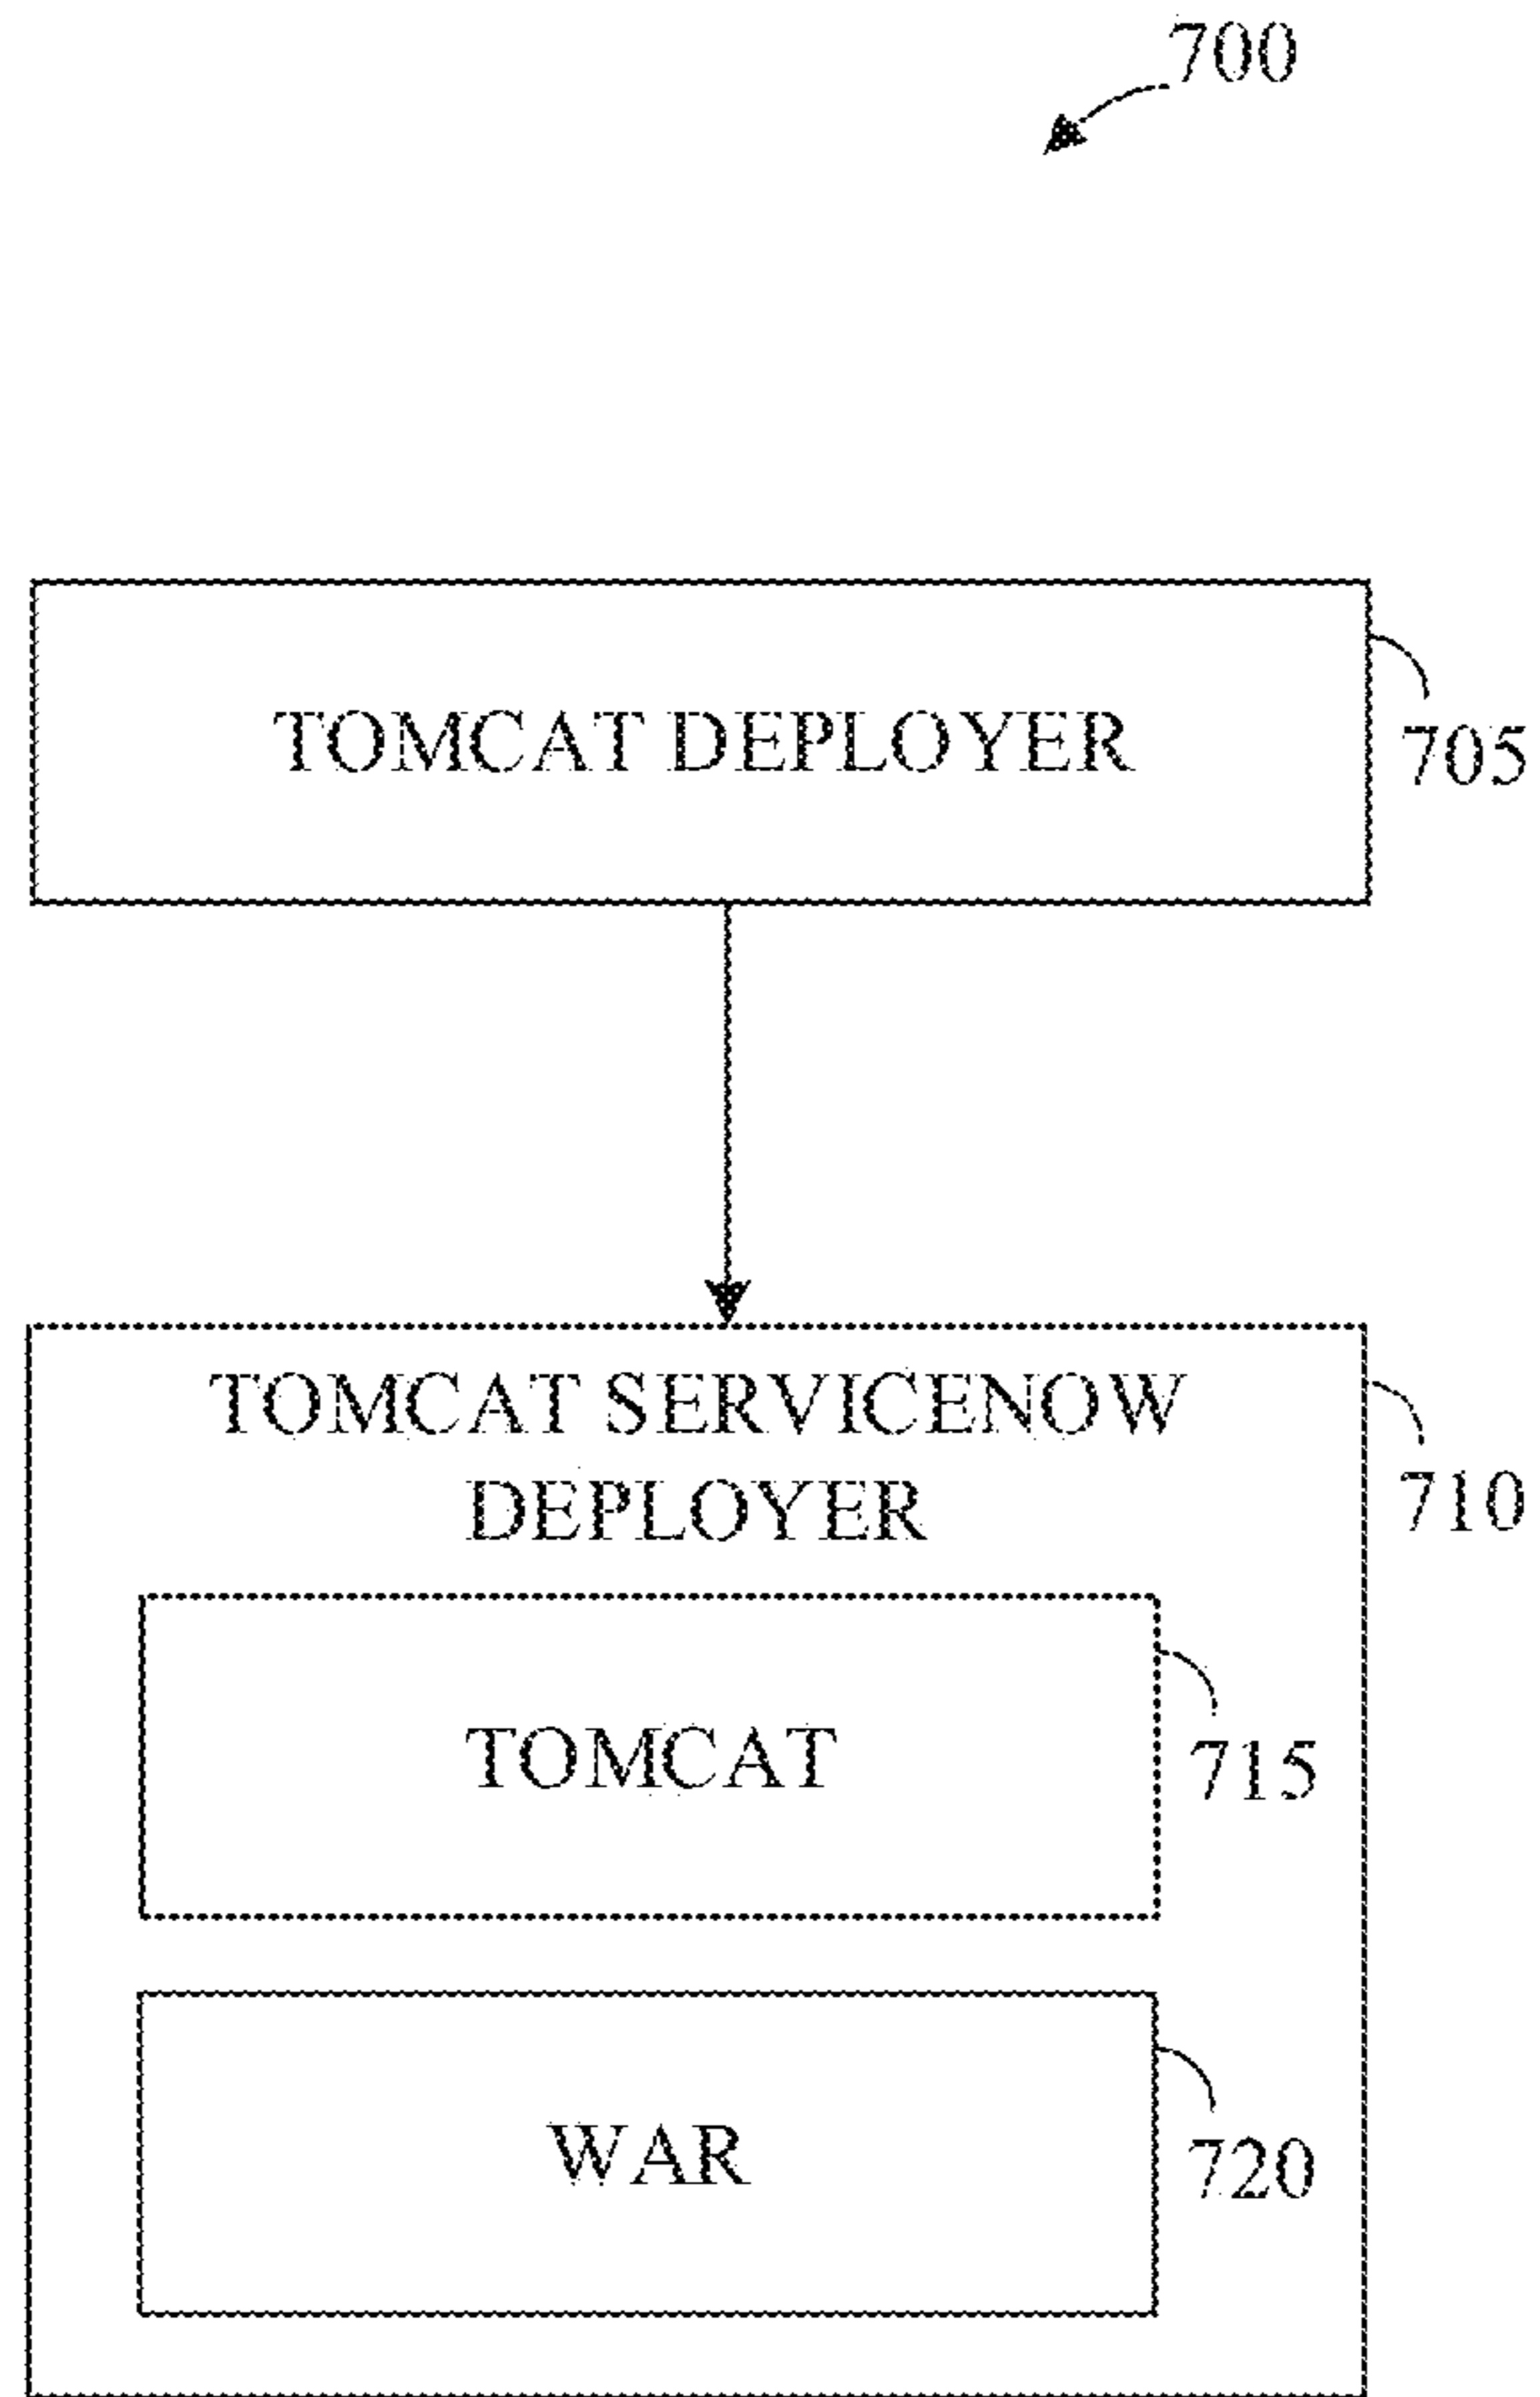 700
TOMCAT DEPLOYER
705
TOMCAT SERVICENOW
DEPLOYER
710
TOMCAT
715
WAR
720